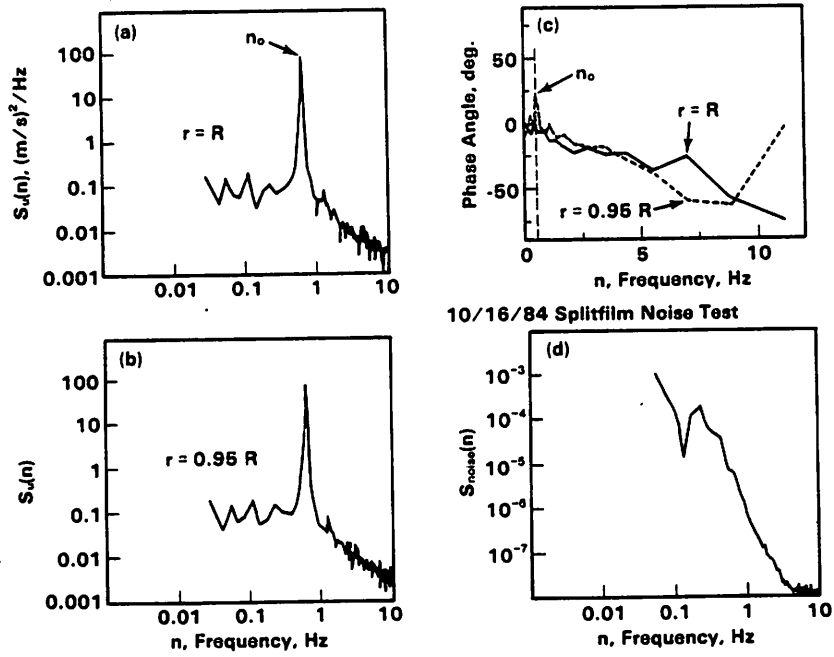 (a)
n₀
100
10
1
0.1
0.01
0.001
Sᵤ(n), (m/s)²/Hz
r = R
0.01
0.1
1
10
(c)
50
0
-50
Phase Angle, deg.
n₀
r = R
r = 0.95 R
0
5
10
n, Frequency, Hz
(b)
100
10
1
0.1
0.01
0.001
Sᵤ(n)
r = 0.95 R
0.01
0.1
1
10
n, Frequency, Hz
10/16/84 Splitfilm Noise Test
(d)
10⁻³
10⁻⁴
10⁻⁵
10⁻⁶
10⁻⁷
Sₙₒᵢₛₑ(n)
0.01
0.1
1
10
n, Frequency, Hz